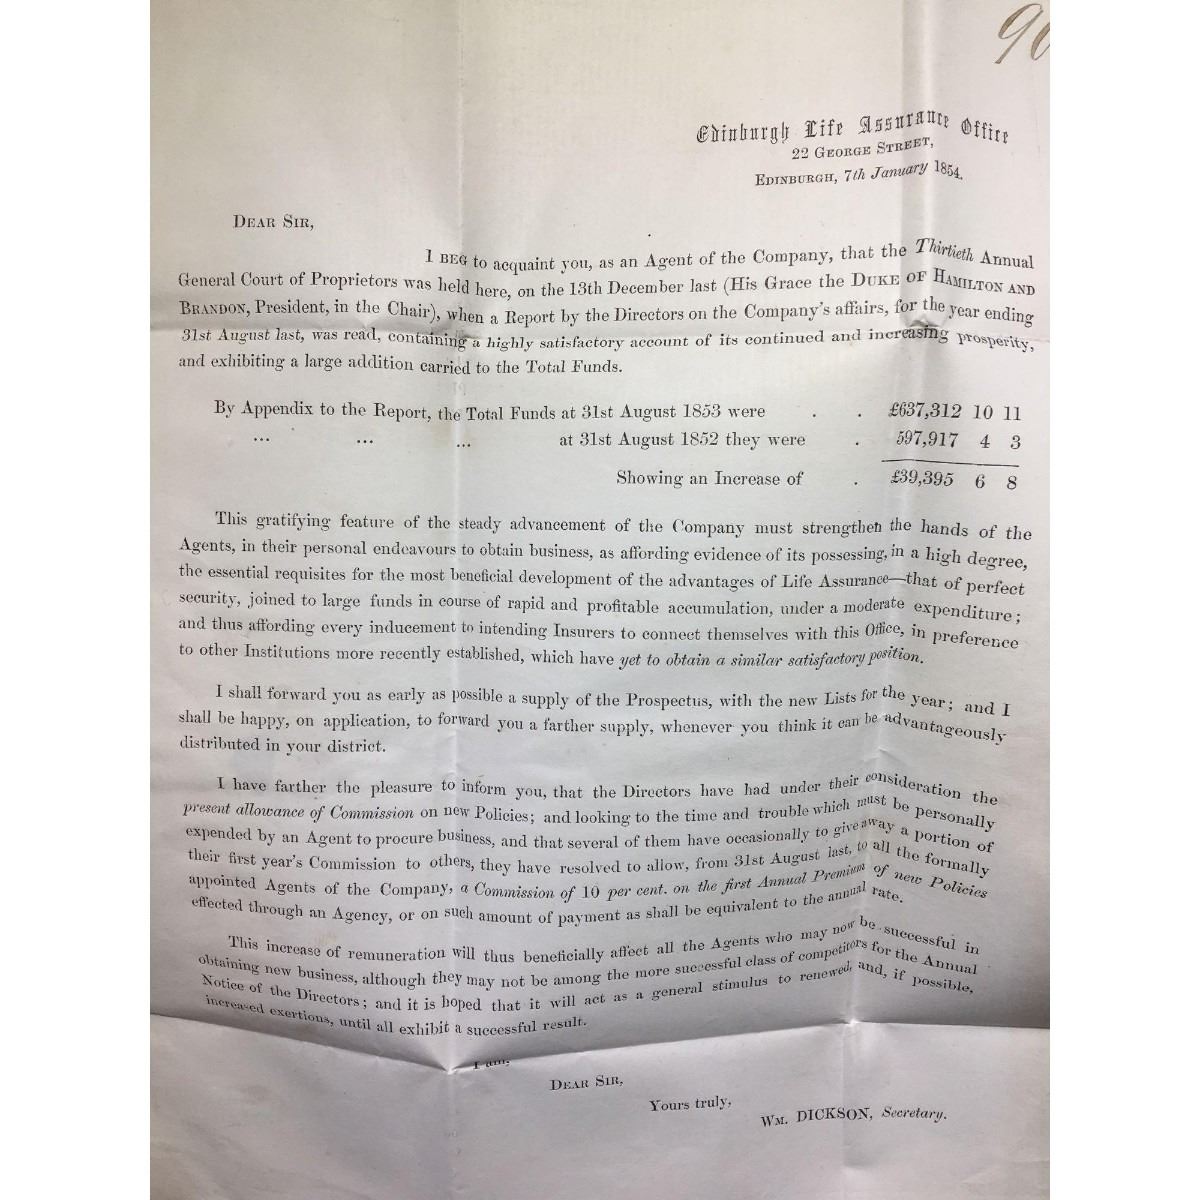 90
Edinburgh Life Assurance Office
22 GEORGE STREET,
EDINBURGH, 7th January 1854.
DEAR SIR,
I BEG to acquaint you, as an Agent of the Company, that the Thirtieth Annual
General Court of Proprietors was held here, on the 13th December last (His Grace the DUKE OF HAMILTON AND
BRANDON, President, in the Chair), when a Report by the Directors on the Company's affairs, for the year ending
31st August last, was read, containing a highly satisfactory account of its continued and increasing prosperity,
and exhibiting a large addition carried to the Total Funds.
By Appendix to the Report, the Total Funds at 31st August 1853 were . . £637,312 10 11
... ... ... at 31st August 1852 they were . 597,917 4 3
Showing an Increase of . £39,395 6 8
This gratifying feature of the steady advancement of the Company must strengthen the hands of the
Agents, in their personal endeavours to obtain business, as affording evidence of its possessing, in a high degree,
the essential requisites for the most beneficial development of the advantages of Life Assurance—that of perfect
security, joined to large funds in course of rapid and profitable accumulation, under a moderate expenditure;
and thus affording every inducement to intending Insurers to connect themselves with this Office, in preference
to other Institutions more recently established, which have yet to obtain a similar satisfactory position.
I shall forward you as early as possible a supply of the Prospectus, with the new Lists for the year; and I
shall be happy, on application, to forward you a farther supply, whenever you think it can be advantageously
distributed in your district.
I have farther the pleasure to inform you, that the Directors have had under their consideration the
present allowance of Commission on new Policies; and looking to the time and trouble which must be personally
expended by an Agent to procure business, and that several of them have occasionally to give away a portion of
their first year's Commission to others, they have resolved to allow, from 31st August last, to all the formally
appointed Agents of the Company, a Commission of 10 per cent. on the first Annual Premium of new Policies
effected through an Agency, or on such amount of payment as shall be equivalent to the annual rate.
This increase of remuneration will thus beneficially affect all the Agents who may now be successful in
obtaining new business, although they may not be among the more successful class of competitors for the Annual
Notice of the Directors; and it is hoped that it will act as a general stimulus to renewed, and, if possible,
increased exertions, until all exhibit a successful result.
I am,
DEAR SIR,
Yours truly,
WM. DICKSON, Secretary.